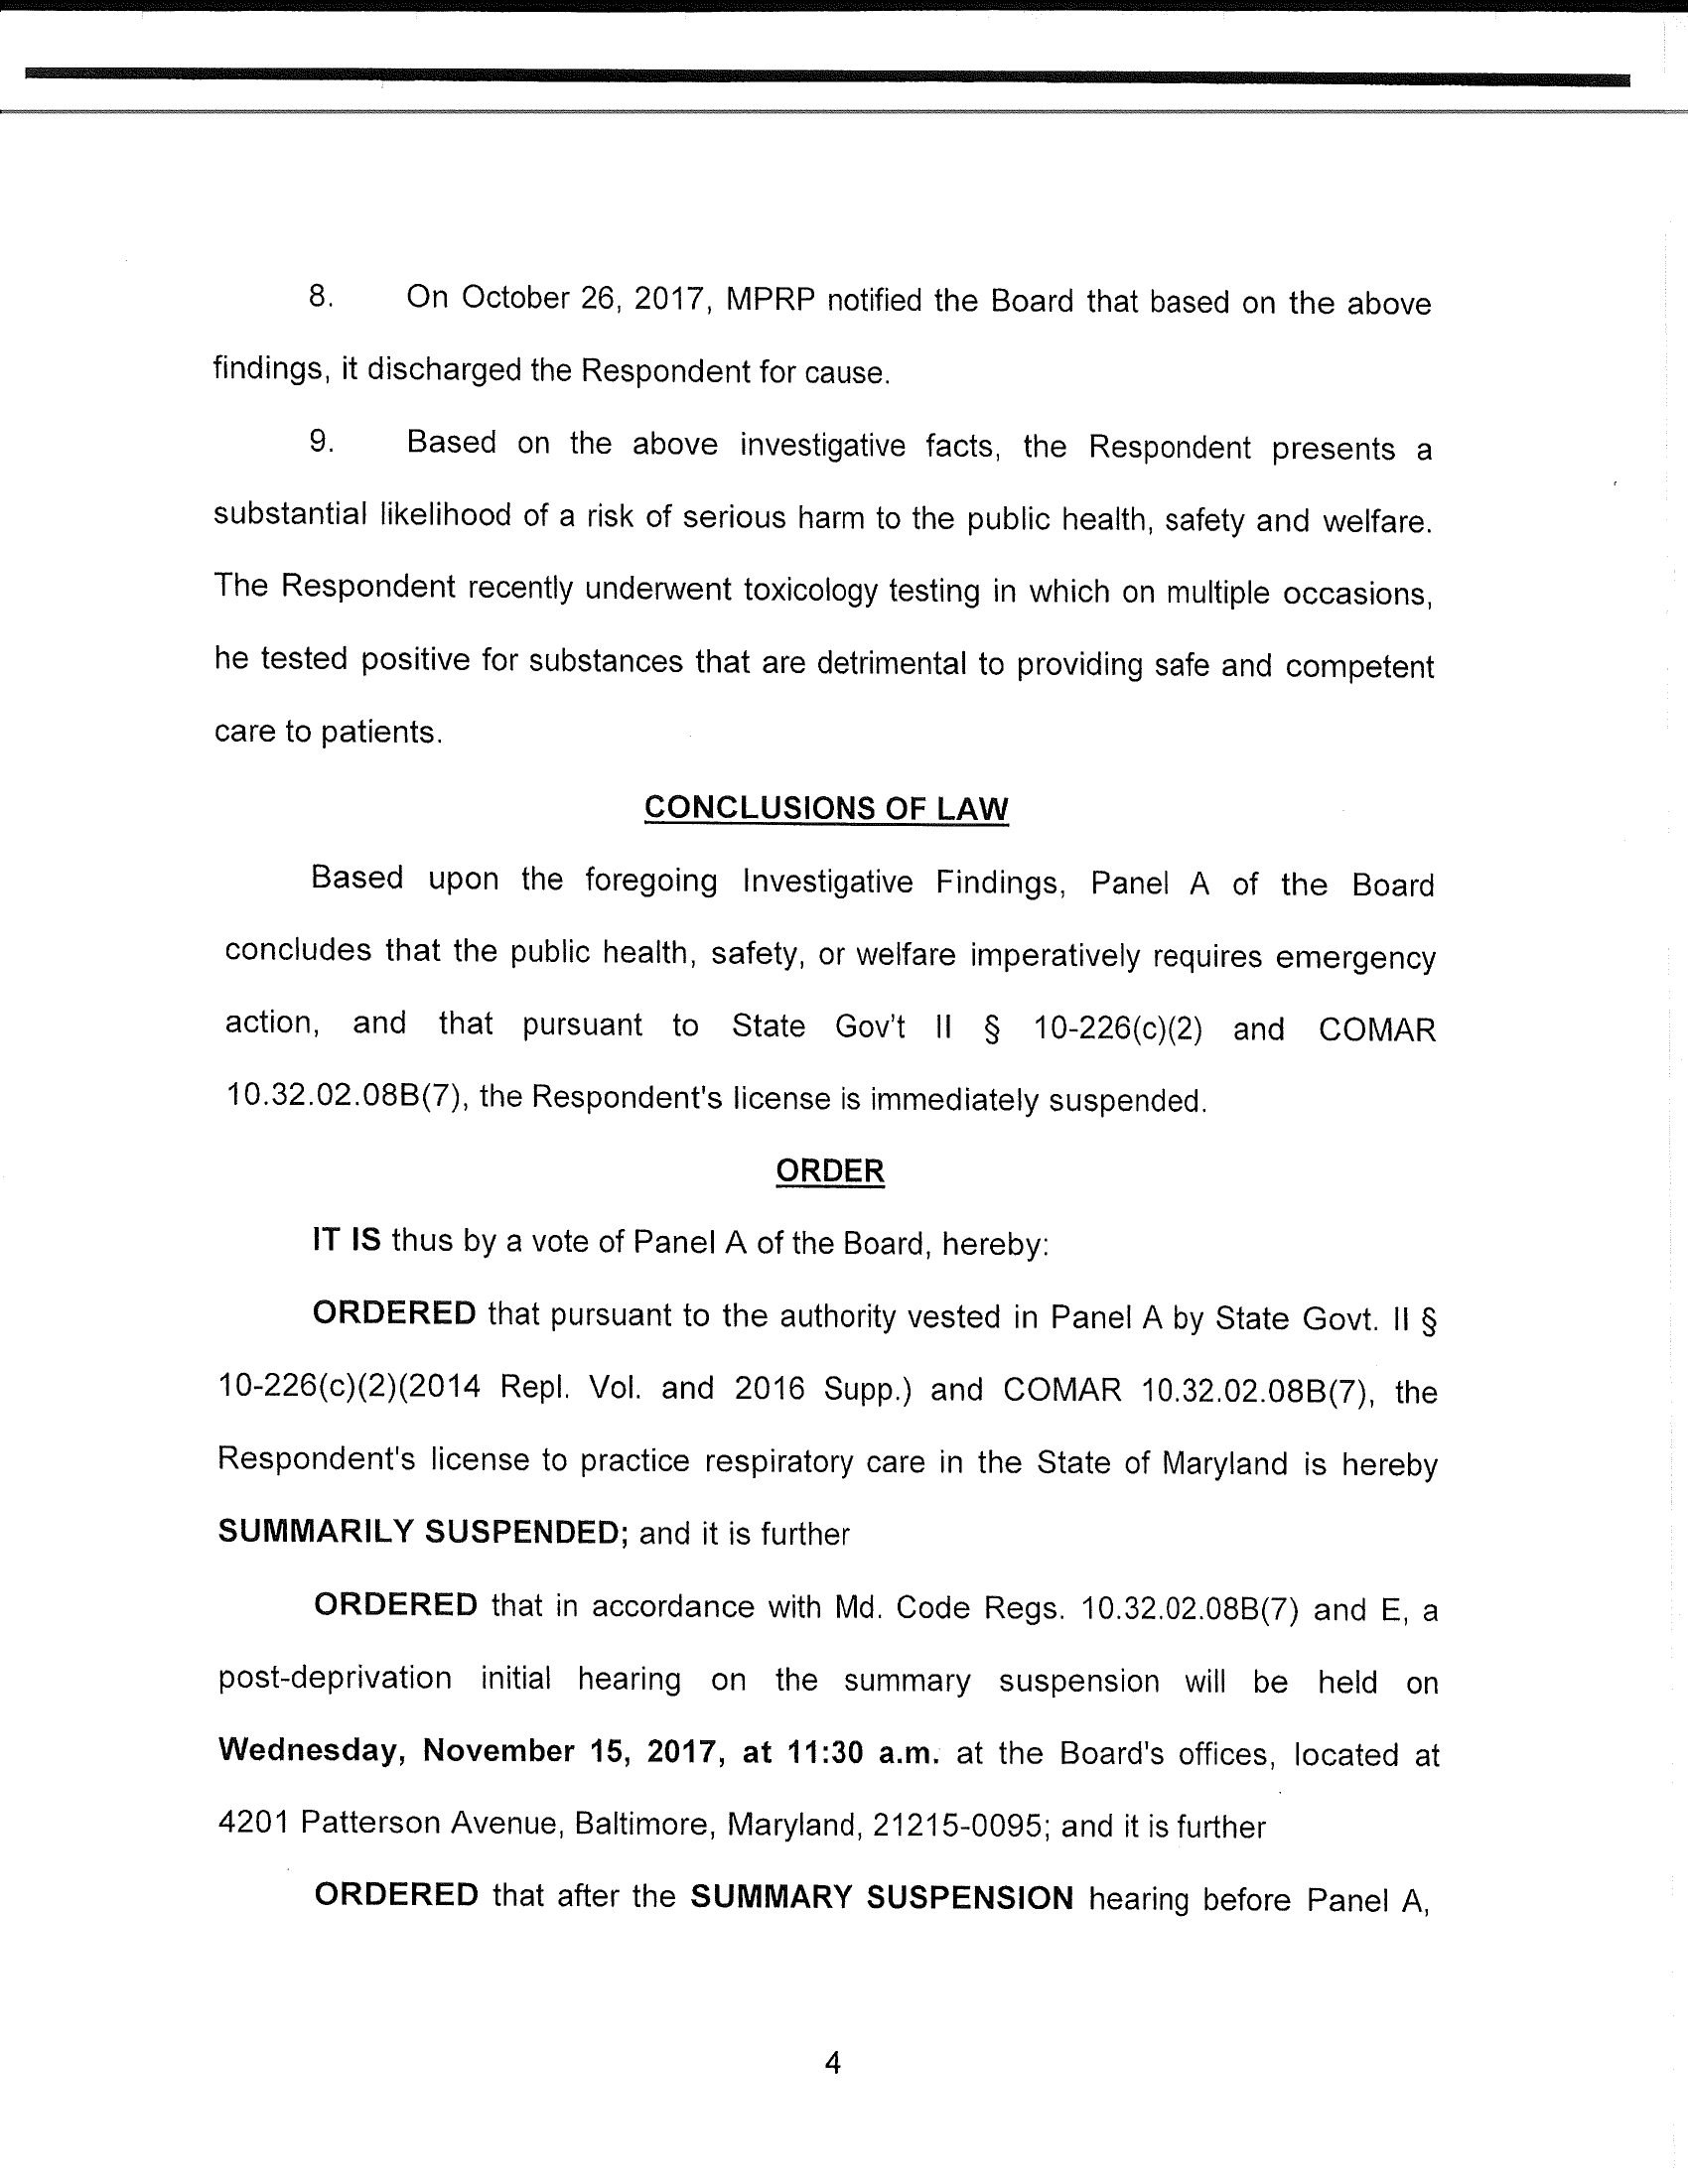 8. On October 26, 2017, MPRP notified the Board that based on the above
findings, it discharged the Respondent for cause.
9. Based on the above investigative facts, the Respondent presents a
substantial likelihood of a risk of serious harm to the public health, safety and welfare.
The Respondent recently underwent toxicology testing in which on multiple occasions,
he tested positive for substances that are detrimental to providing safe and competent
care to patients.
CONCLUSIONS OF LAW
Based upon the foregoing Investigative Findings, Panel A of the Board
concludes that the public health, safety, or welfare imperatively requires emergency
action, and that pursuant to State Gov't II § 10-226(c)(2) and COMAR
10.32.02.08B(7), the Respondent's license is immediately suspended.
ORDER
IT IS thus by a vote of Panel A of the Board, hereby:
ORDERED that pursuant to the authority vested in Panel A by State Govt. II §
10-226(c)(2)(2014 Repl. Vol. and 2016 Supp.) and COMAR 10.32.02.08B(7), the
Respondent's license to practice respiratory care in the State of Maryland is hereby
SUMMARILY SUSPENDED; and it is further
ORDERED that in accordance with Md. Code Regs. 10.32.02.08B(7) and E, a
post-deprivation initial hearing on the summary suspension will be held on
Wednesday, November 15, 2017, at 11:30 a.m. at the Board's offices, located at
4201 Patterson Avenue, Baltimore, Maryland, 21215-0095; and it is further
ORDERED that after the SUMMARY SUSPENSION hearing before Panel A,
4